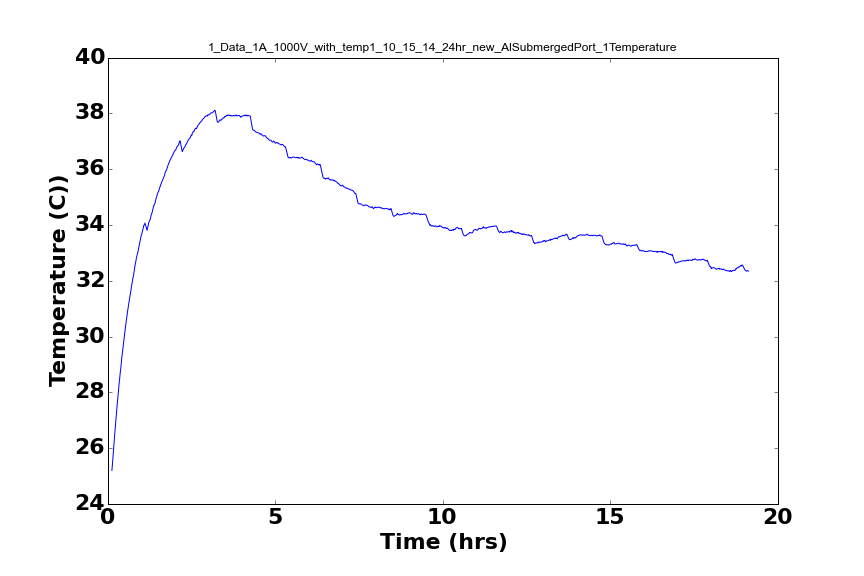 1_Data_1A_1000V_with_temp1_10_15_14_24hr_new_AlSubmergedPort_1Temperature
40
38
36
34
32
30
28
26
24
Temperature (C))
0 5 10 15 20
Time (hrs)